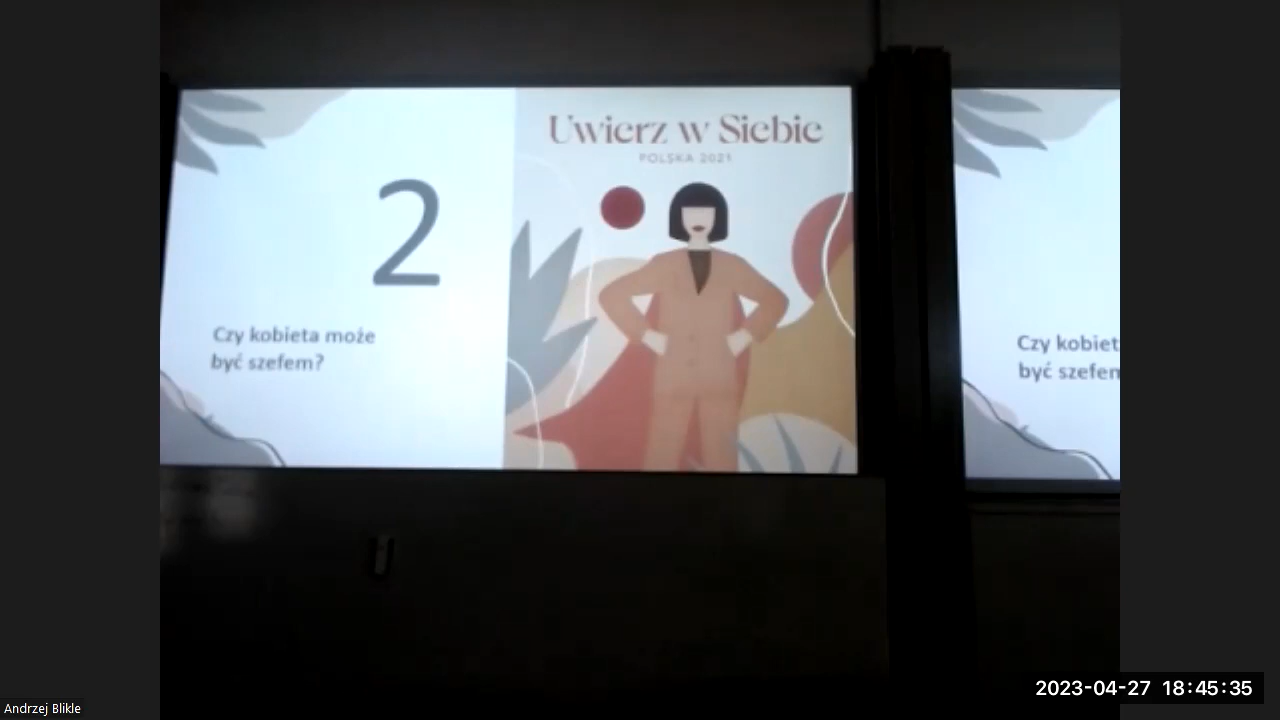 2
Czy kobieta może
być szefem?
Uwierz w Siebie
POLSKA 2021
Czy kobiet
być szefem
2023-04-27 18:45:35
Andrzej Blikle